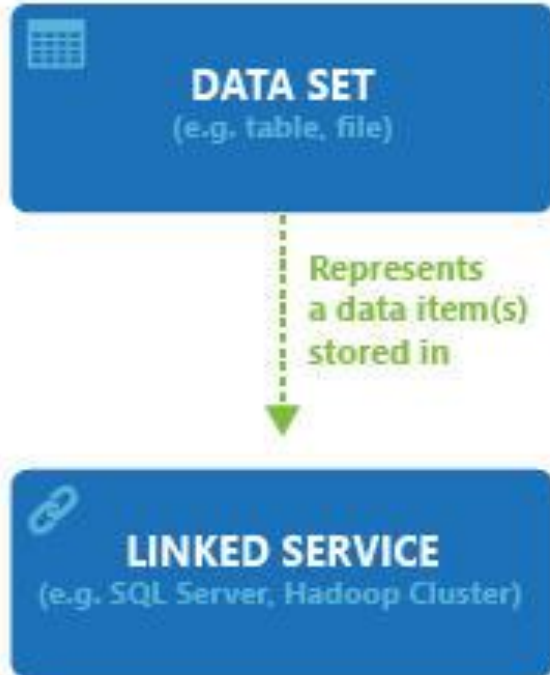 DATA SET
(e.g. table, file)
Represents
a data item(s)
stored in
LINKED SERVICE
(e.g. SQL Server, Hadoop Cluster)